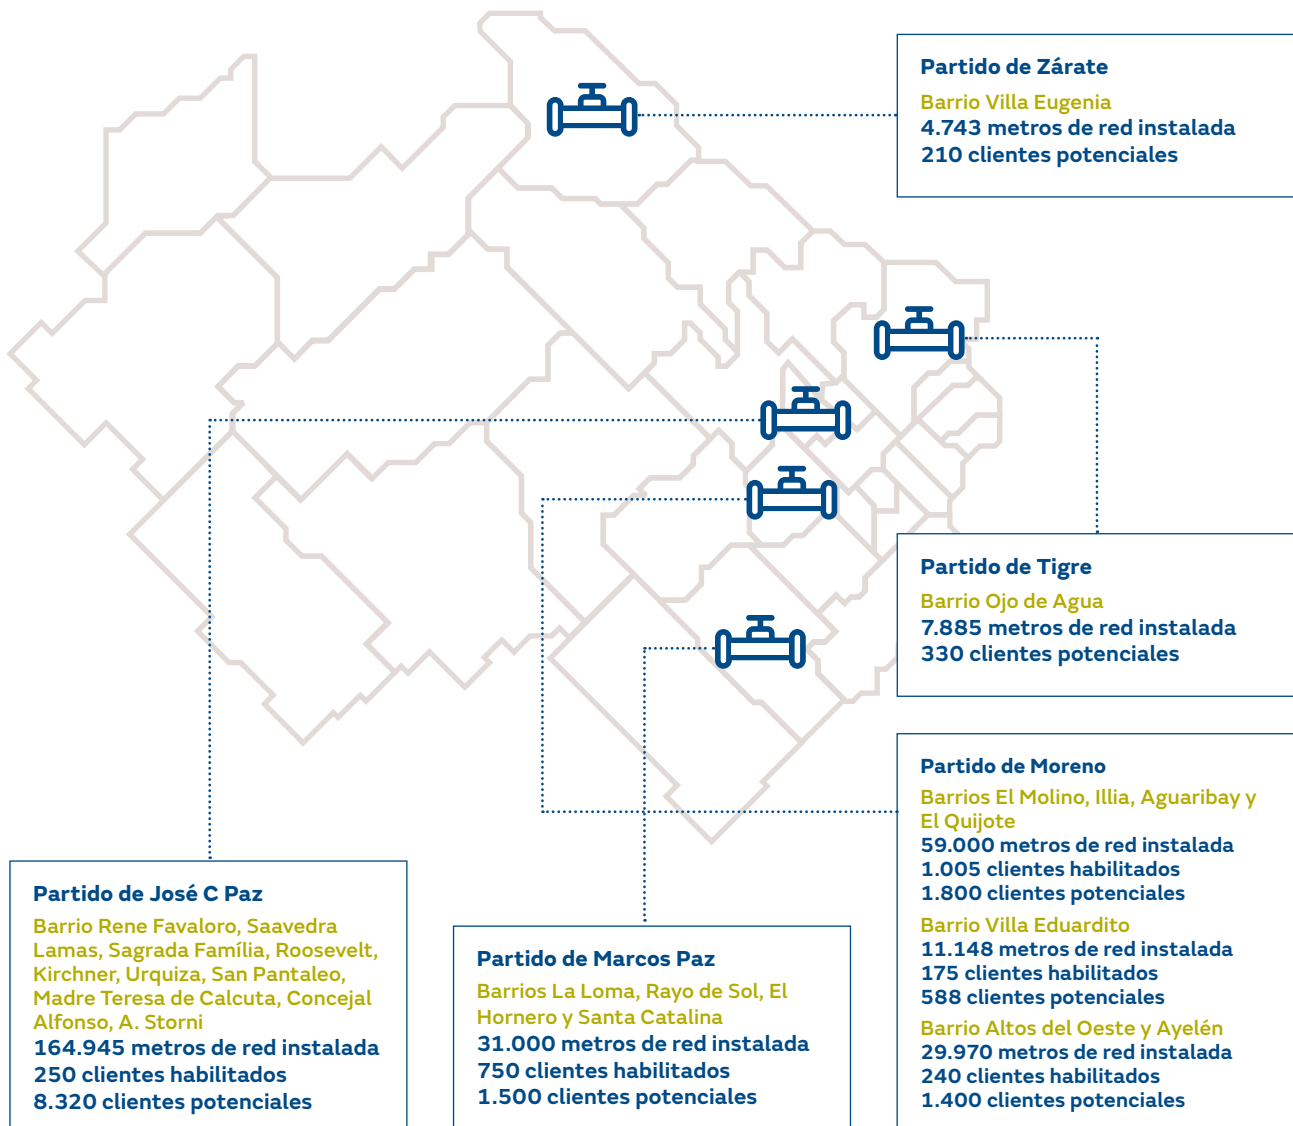 Partido de Zárate
Barrio Villa Eugenia
4.743 metros de red instalada
210 clientes potenciales
Partido de Tigre
Barrio Ojo de Agua
7.885 metros de red instalada
330 clientes potenciales
Partido de Moreno
Barrios El Molino, Illia, Aguaribay y
El Quijote
59.000 metros de red instalada
1.005 clientes habilitados
1.800 clientes potenciales
Barrio Villa Eduardito
11.148 metros de red instalada
175 clientes habilitados
588 clientes potenciales
Barrio Altos del Oeste y Ayelén
29.970 metros de red instalada
240 clientes habilitados
1.400 clientes potenciales
Partido de José C Paz
Barrio Rene Favaloro, Saavedra
Lamas, Sagrada Família, Roosevelt,
Kirchner, Urquiza, San Pantaleo,
Madre Teresa de Calcuta, Concejal
Alfonso, A. Storni
164.945 metros de red instalada
250 clientes habilitados
8.320 clientes potenciales
Partido de Marcos Paz
Barrios La Loma, Rayo de Sol, El
Hornero y Santa Catalina
31.000 metros de red instalada
750 clientes habilitados
1.500 clientes potenciales